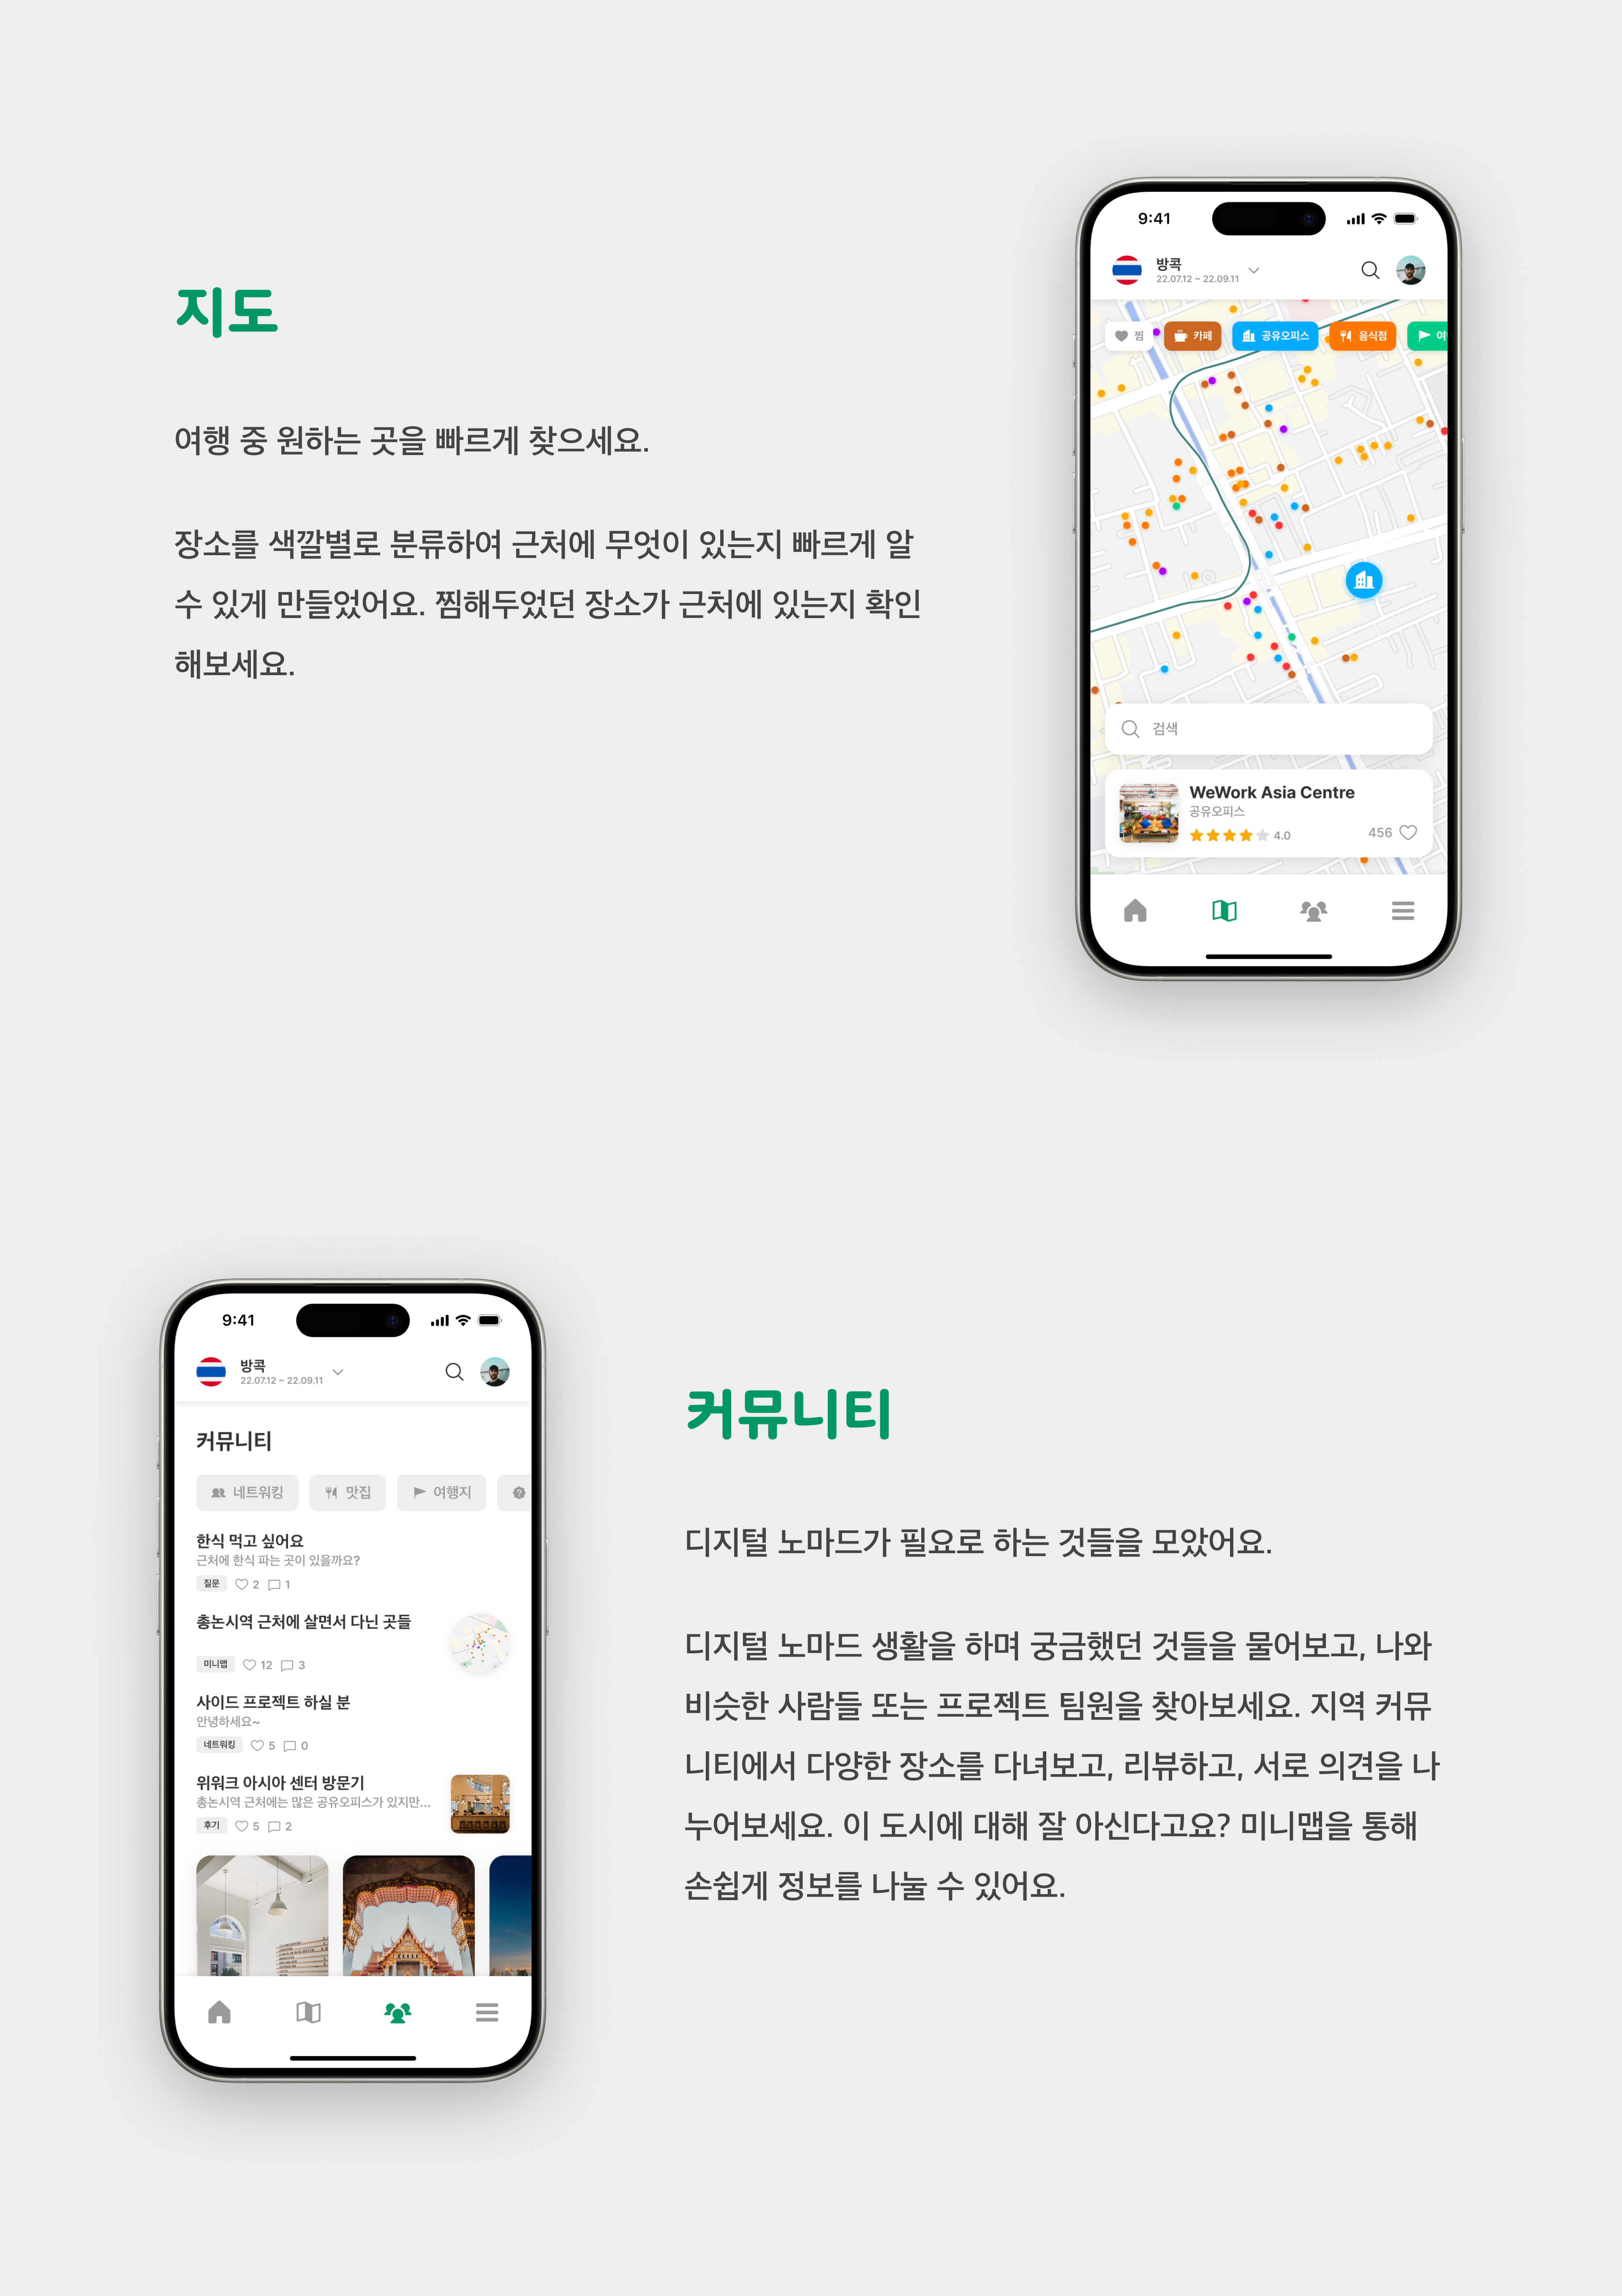 지도
여행 중 원하는 곳을 빠르게 찾으세요.
장소를 색깔별로 분류하여 근처에 무엇이 있는지 빠르게 알
수 있게 만들었어요. 찜해두었던 장소가 근처에 있는지 확인
해보세요.
9:41
방콕
22.07.12 ~ 22.09.11
찜
카페
공유오피스
음식점
여
검색
WeWork Asia Centre
공유오피스
4.0
456
9:41
방콕
22.07.12 ~ 22.09.11
커뮤니티
네트워킹
맛집
여행지
한식 먹고 싶어요
근처에 한식 파는 곳이 있을까요?
질문 2 1
총논시역 근처에 살면서 다닌 곳들
미니맵 12 3
사이드 프로젝트 하실 분
안녕하세요~
네트워킹 5 0
위워크 아시아 센터 방문기
총논시역 근처에는 많은 공유오피스가 있지만...
후기 5 2
커뮤니티
디지털 노마드가 필요로 하는 것들을 모았어요.
디지털 노마드 생활을 하며 궁금했던 것들을 물어보고, 나와
비슷한 사람들 또는 프로젝트 팀원을 찾아보세요. 지역 커뮤
니티에서 다양한 장소를 다녀보고, 리뷰하고, 서로 의견을 나
누어보세요. 이 도시에 대해 잘 아신다고요? 미니맵을 통해
손쉽게 정보를 나눌 수 있어요.